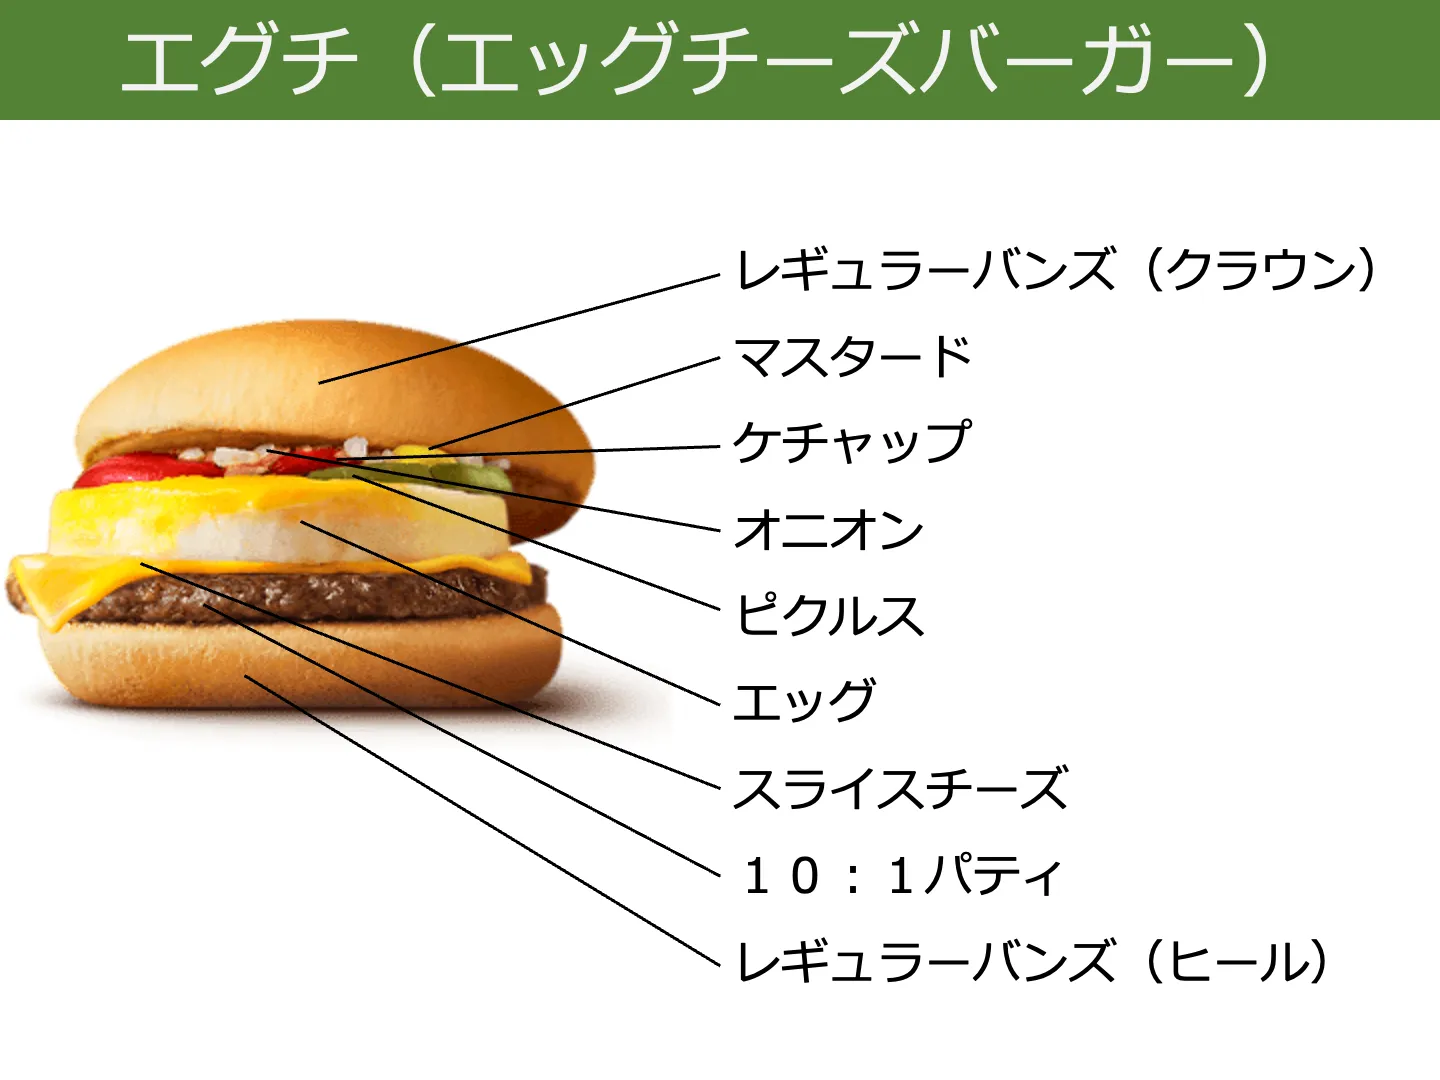 エグチ（エッグチーズバーガー）
レギュラーバンズ（クラウン）
マスタード
ケチャップ
オニオン
ピクルス
エッグ
スライスチーズ
１０：１パティ
レギュラーバンズ（ヒール）